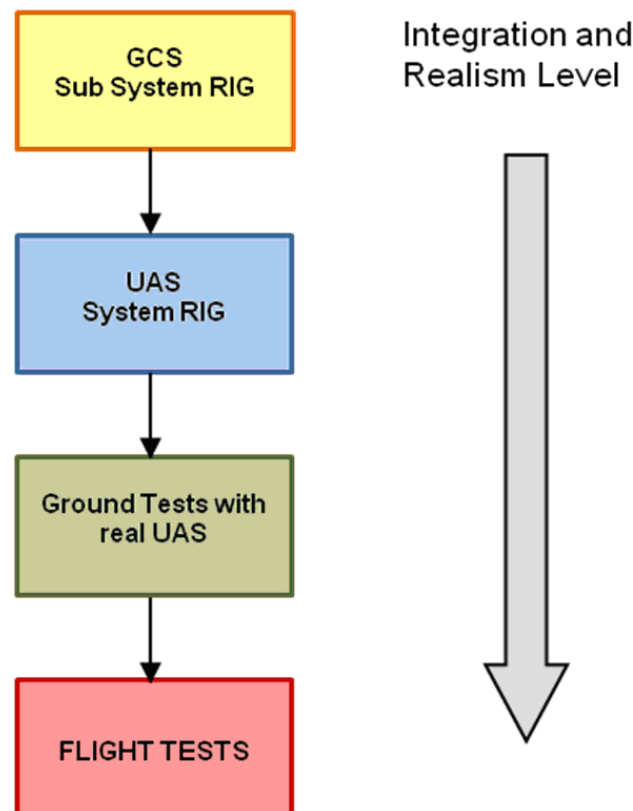 GCS
Sub System RIG
Integration and
Realism Level
UAS
System RIG
Ground Tests with
real UAS
FLIGHT TESTS